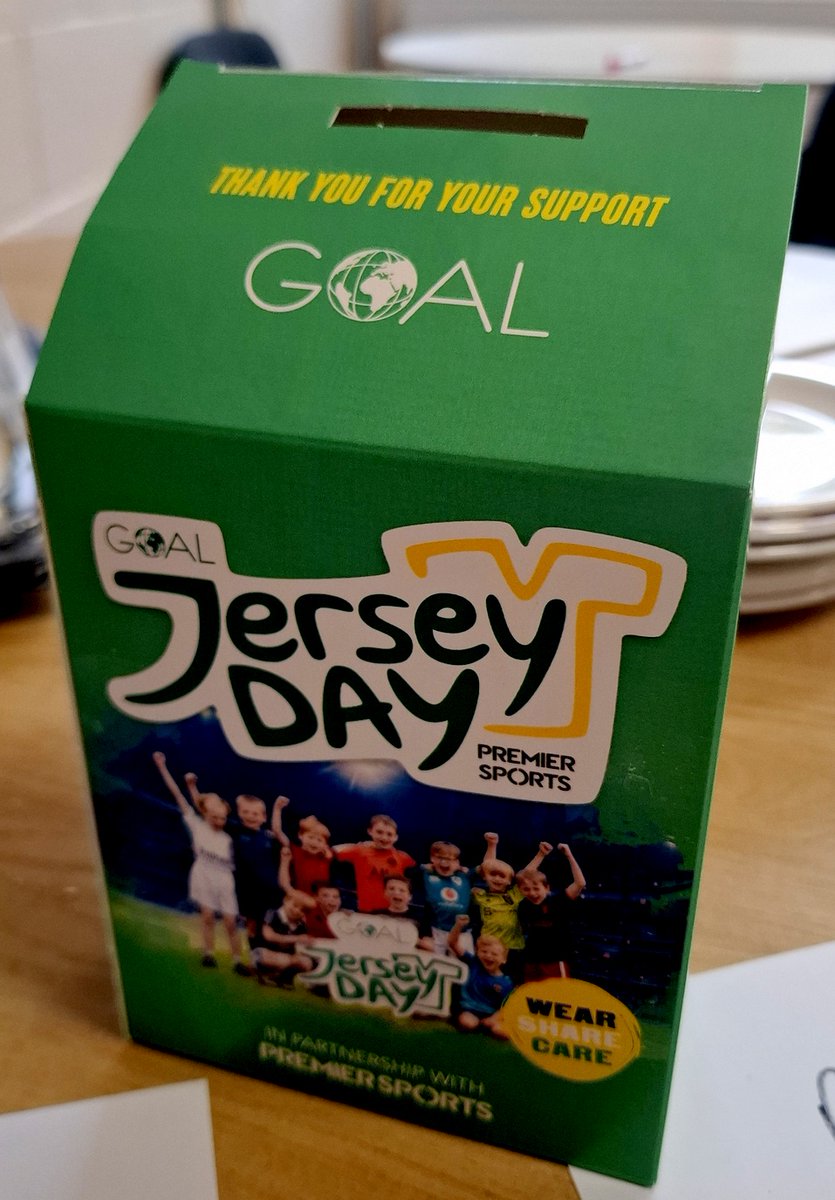 THANK YOU FOR YOUR SUPPORT
GOAL
GOAL
Jersey
DAY
PREMIER
SPORTS
GOAL
Jersey
DAY
WEAR
SHARE
CARE
IN PARTNERSHIP WITH
PREMIER SPORTS